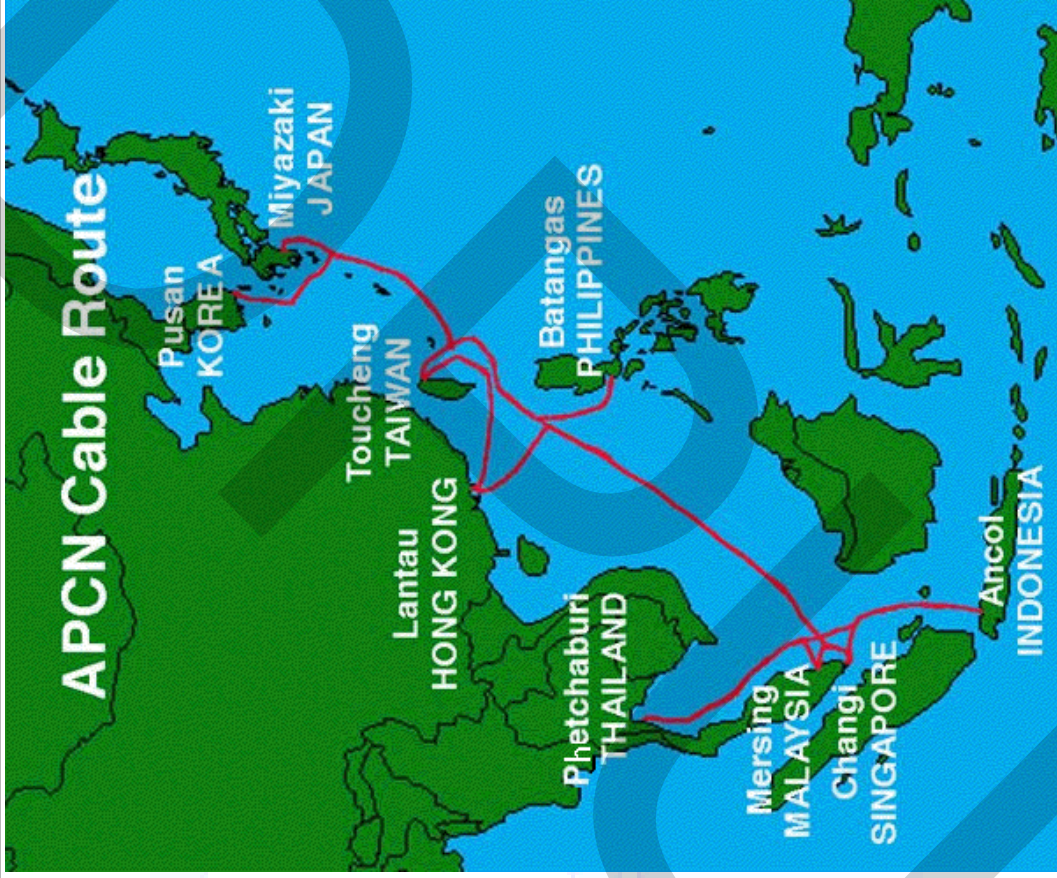 APCN Cable Route
Pusan
KOREA
Miyazaki
JAPAN
Toucheng
TAIWAN
Lantau
HONG KONG
Batangas
PHILIPPINES
Phetchaburi
THAILAND
Mersing
MALAYSIA
Changi
SINGAPORE
Ancol
INDONESIA